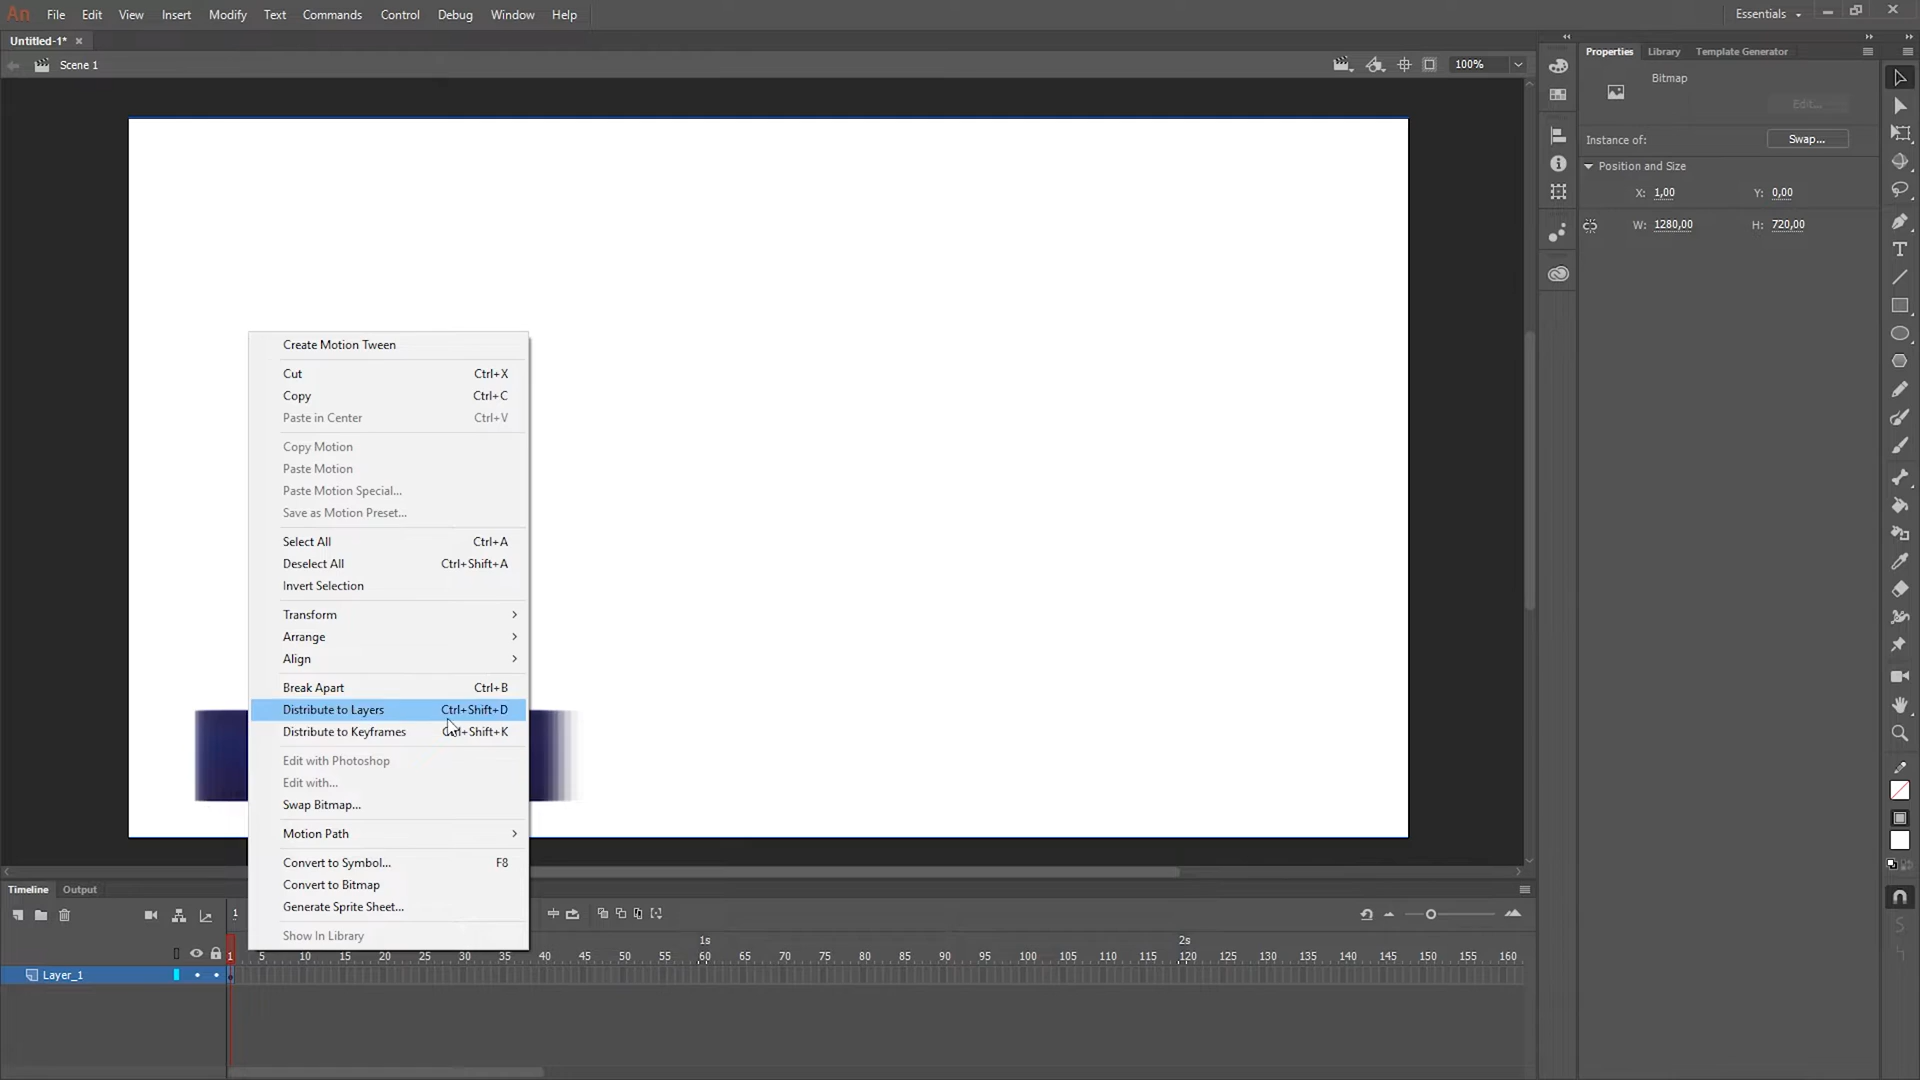 An File Edit View Insert Modify Text Commands Control Debug Window Help Essentials
Untitled-1*
Scene 1 100%
Properties Library Template Generator
Bitmap
Edit...
Instance of: Swap...
Position and Size
X: 1,00 Y: 0,00
W: 1280,00 H: 720,00
Create Motion Tween
Cut Ctrl+X
Copy Ctrl+C
Paste in Center Ctrl+V
Copy Motion
Paste Motion
Paste Motion Special...
Save as Motion Preset...
Select All Ctrl+A
Deselect All Ctrl+Shift+A
Invert Selection
Transform
Arrange
Align
Break Apart Ctrl+B
Distribute to Layers Ctrl+Shift+D
Distribute to Keyframes Ctrl+Shift+K
Edit with Photoshop
Edit with...
Swap Bitmap...
Motion Path
Convert to Symbol... F8
Convert to Bitmap
Generate Sprite Sheet...
Show In Library
Timeline Output
1
1s 2s
1 5 10 15 20 25 30 35 40 45 50 55 60 65 70 75 80 85 90 95 100 105 110 115 120 125 130 135 140 145 150 155 160
Layer_1